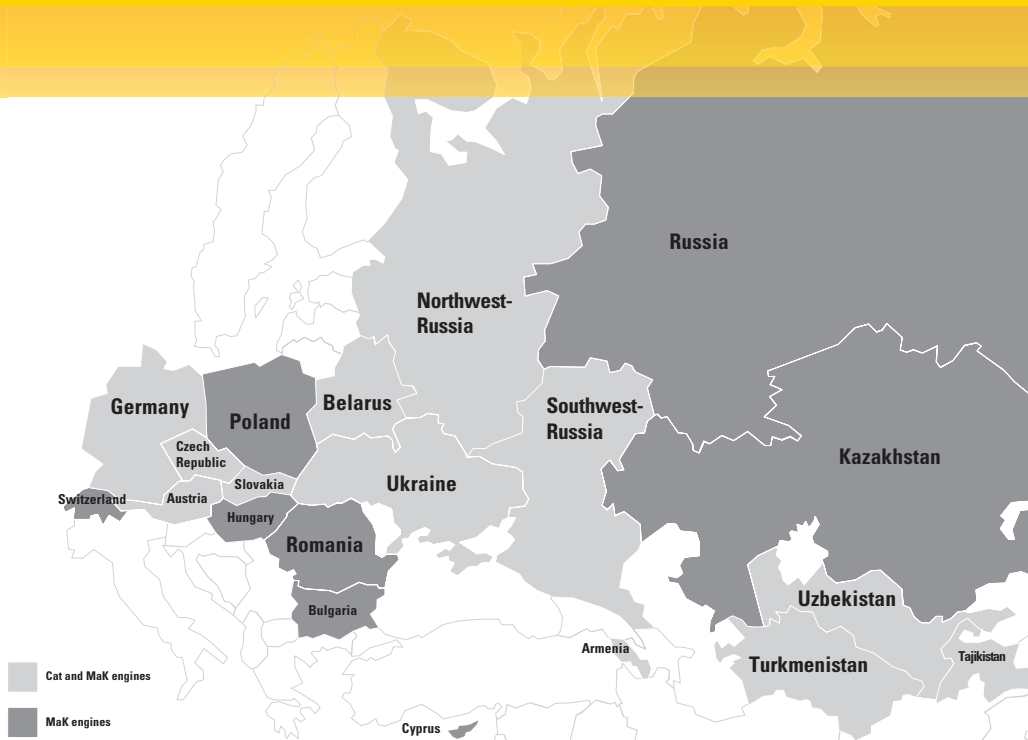 Russia
Northwest-
Russia
Germany
Poland
Belarus
Southwest-
Russia
Czech
Republic
Kazakhstan
Ukraine
Slovakia
Switzerland
Austria
Hungary
Romania
Bulgaria
Uzbekistan
Armenia
Turkmenistan
Tajikistan
Cat and MaK engines
MaK engines
Cyprus